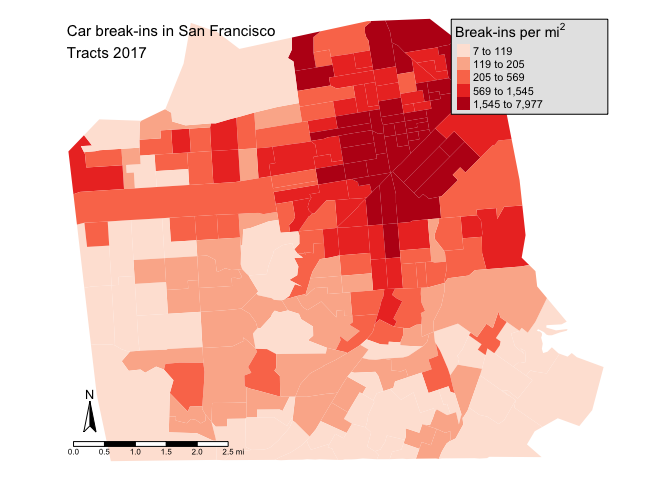 Car break-ins in San Francisco
Tracts 2017
Break-ins per mi²
7 to 119
119 to 205
205 to 569
569 to 1,545
1,545 to 7,977
N
0.0 0.5 1.0 1.5 2.0 2.5 mi